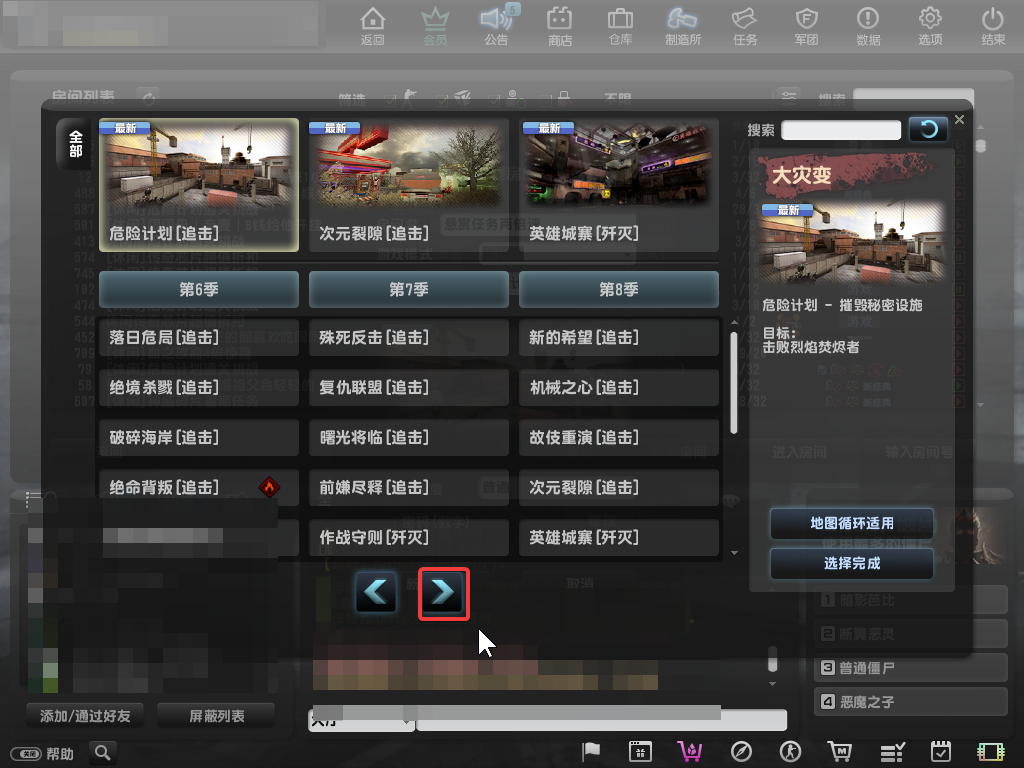 返回
会员
公告
5
商店
仓库
制造所
任务
军团
数据
选项
结束
房间列表
筛选
不限
搜索
全部
最新
危险计划[追击]
最新
次元裂隙[追击]
最新
英雄城寨[歼灭]
搜索
大灾变
最新
危险计划 - 摧毁秘密设施
目标:
击败烈焰焚烬者
第6季
第7季
第8季
落日危局[追击]
殊死反击[追击]
新的希望[追击]
绝境杀戮[追击]
复仇联盟[追击]
机械之心[追击]
破碎海岸[追击]
曙光将临[追击]
故伎重演[追击]
绝命背叛[追击]
前嫌尽释[追击]
次元裂隙[追击]
作战守则[歼灭]
英雄城寨[歼灭]
进入房间
输入房间号
地图循环适用
选择完成
取消
1 暗影芭比
2 断翼恶灵
3 普通僵尸
4 恶魔之子
添加/通过好友
屏蔽列表
关闭
帮助